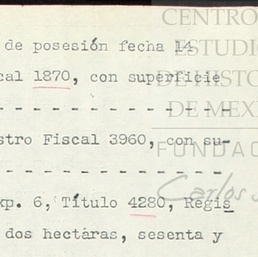 CENTRO
ESTUDIO
DE HISTO
DE MEXI
FUNDAC
Carlos S
de posesión fecha 14
cal 1870, con superficie
- - - - - - - - - - - - - - -
stro Fiscal 3960, con su-
- - - - - - - - - - - - - - -
xp. 6, Título 4280, Regis
dos hectáras, sesenta y